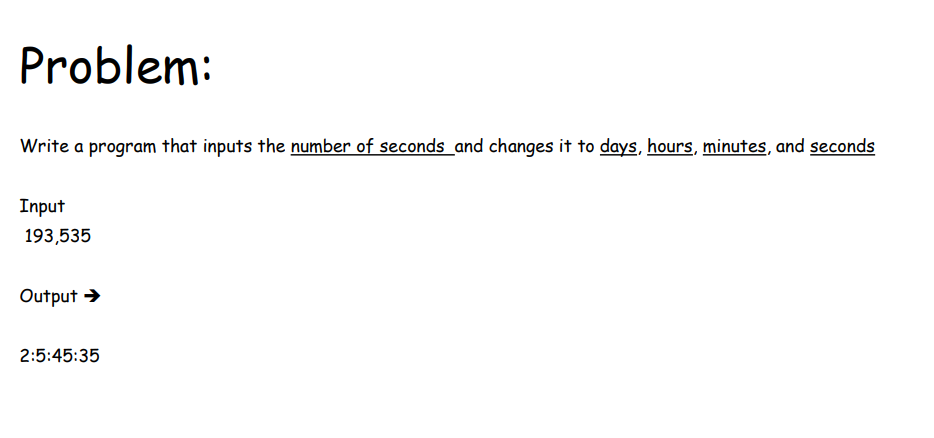 Problem:
Write a program that inputs the number of seconds and changes it to days, hours, minutes, and seconds
Input
193,535
Output ➔
2:5:45:35